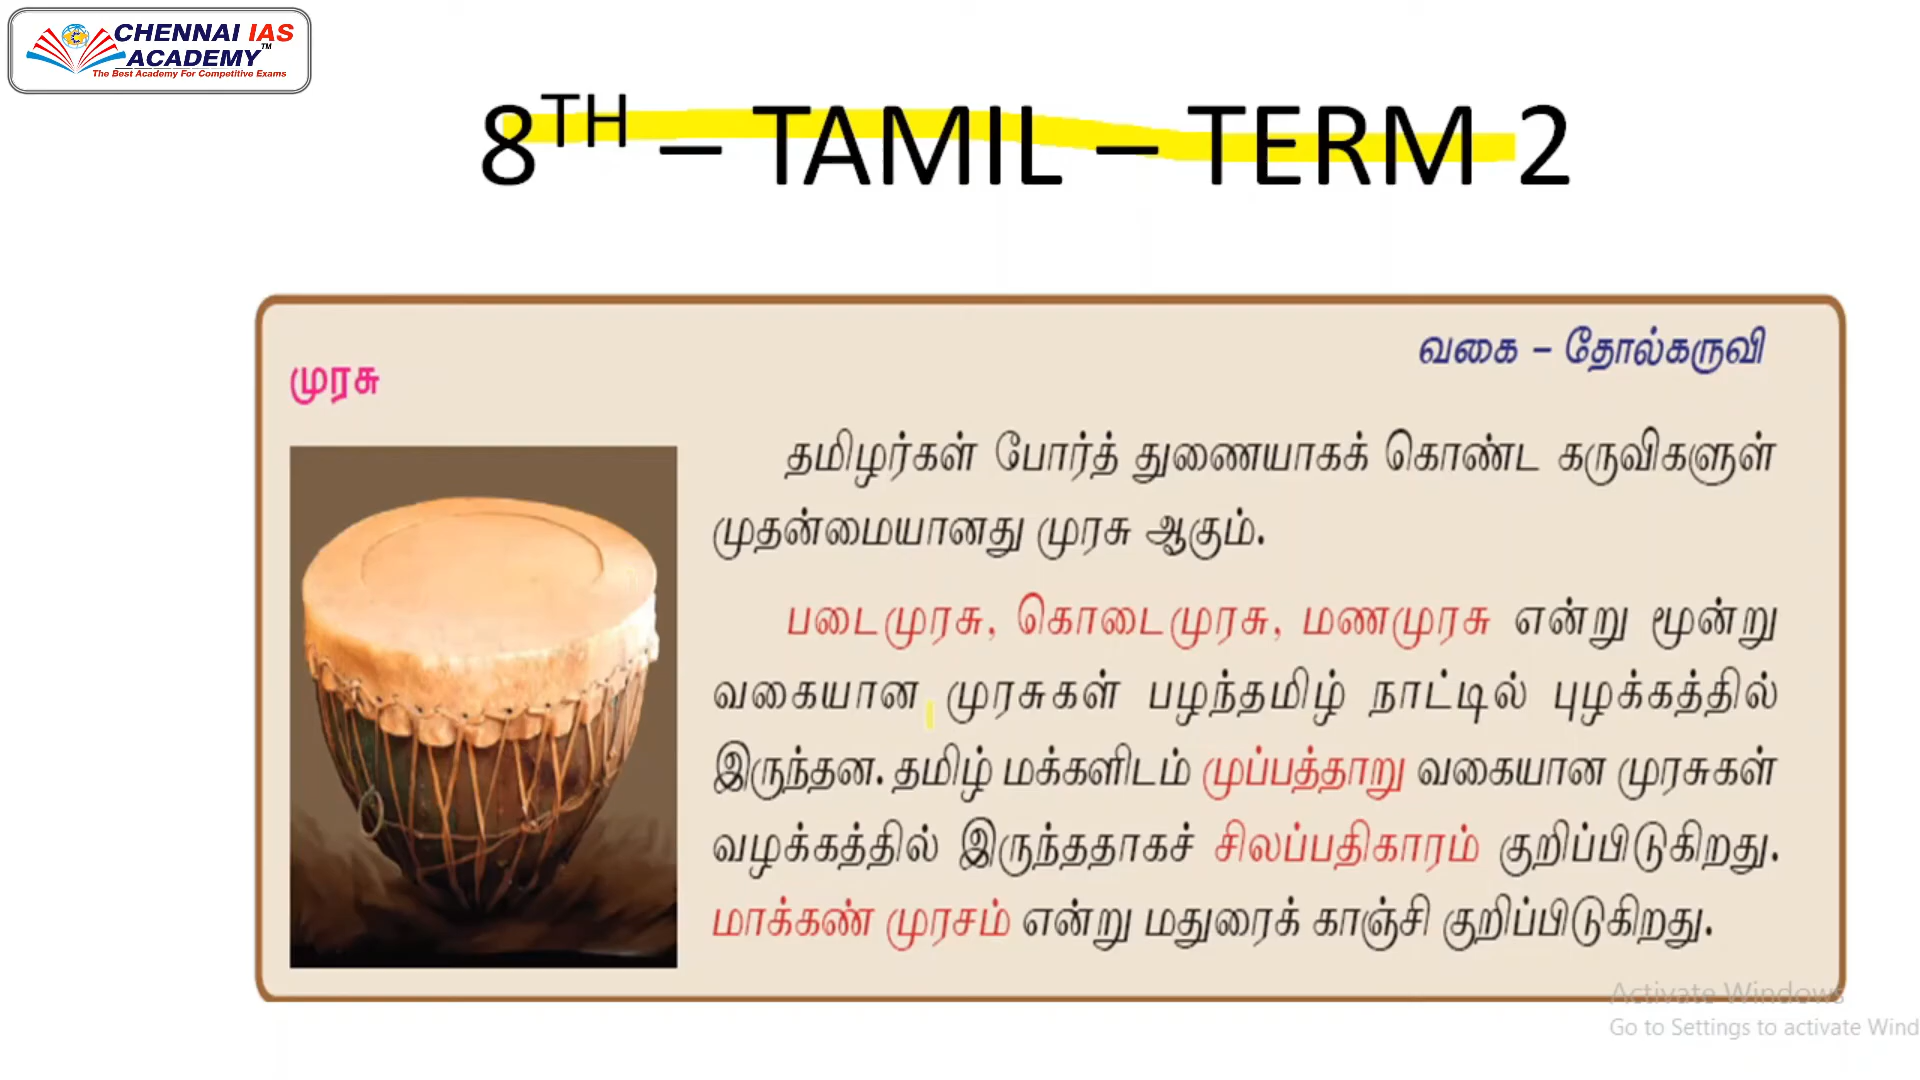 CHENNAI IAS
ACADEMY™
The Best Academy For Competitive Exams
8TH – TAMIL – TERM 2
வகை – தோல்கருவி
முரசு
தமிழர்கள் போர்த் துணையாகக் கொண்ட கருவிகளுள்
முதன்மையானது முரசு ஆகும்.
படைமுரசு, கொடைமுரசு, மணமுரசு என்று மூன்று
வகையான முரசுகள் பழந்தமிழ் நாட்டில் புழக்கத்தில்
இருந்தன. தமிழ் மக்களிடம் முப்பத்தாறு வகையான முரசுகள்
வழக்கத்தில் இருந்ததாகச் சிலப்பதிகாரம் குறிப்பிடுகிறது.
மாக்கண் முரசம் என்று மதுரைக் காஞ்சி குறிப்பிடுகிறது.
Activate Windows
Go to Settings to activate Wind